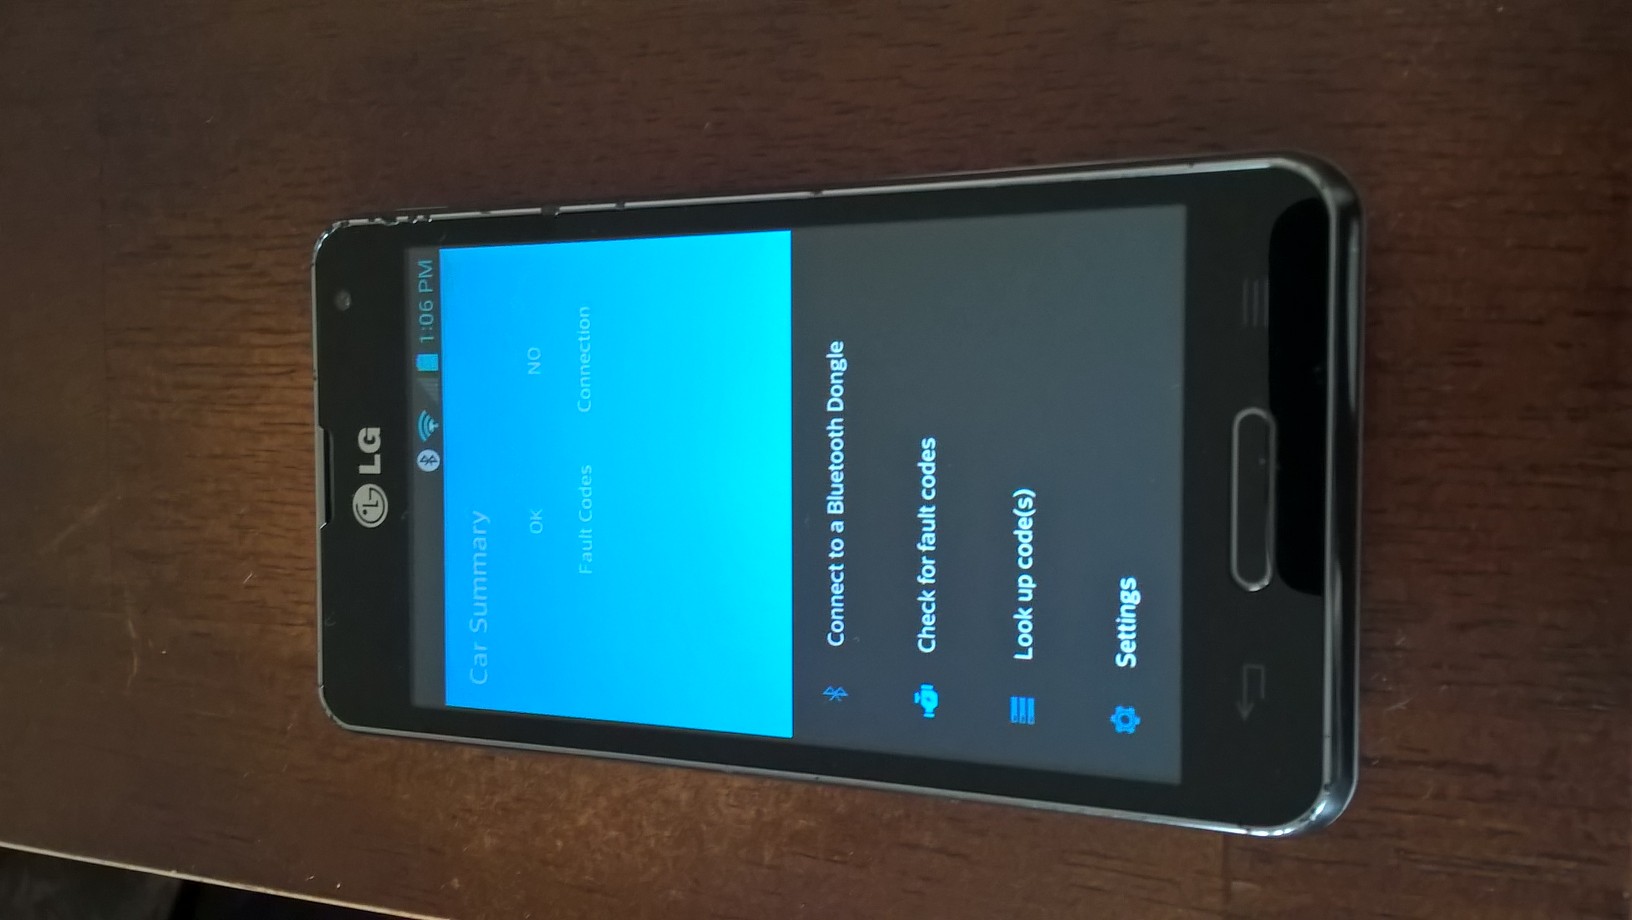 LG
1:06 PM
Car Summary
OK NO
Fault Codes Connection
Connect to a Bluetooth Dongle
Check for fault codes
Look up code(s)
Settings